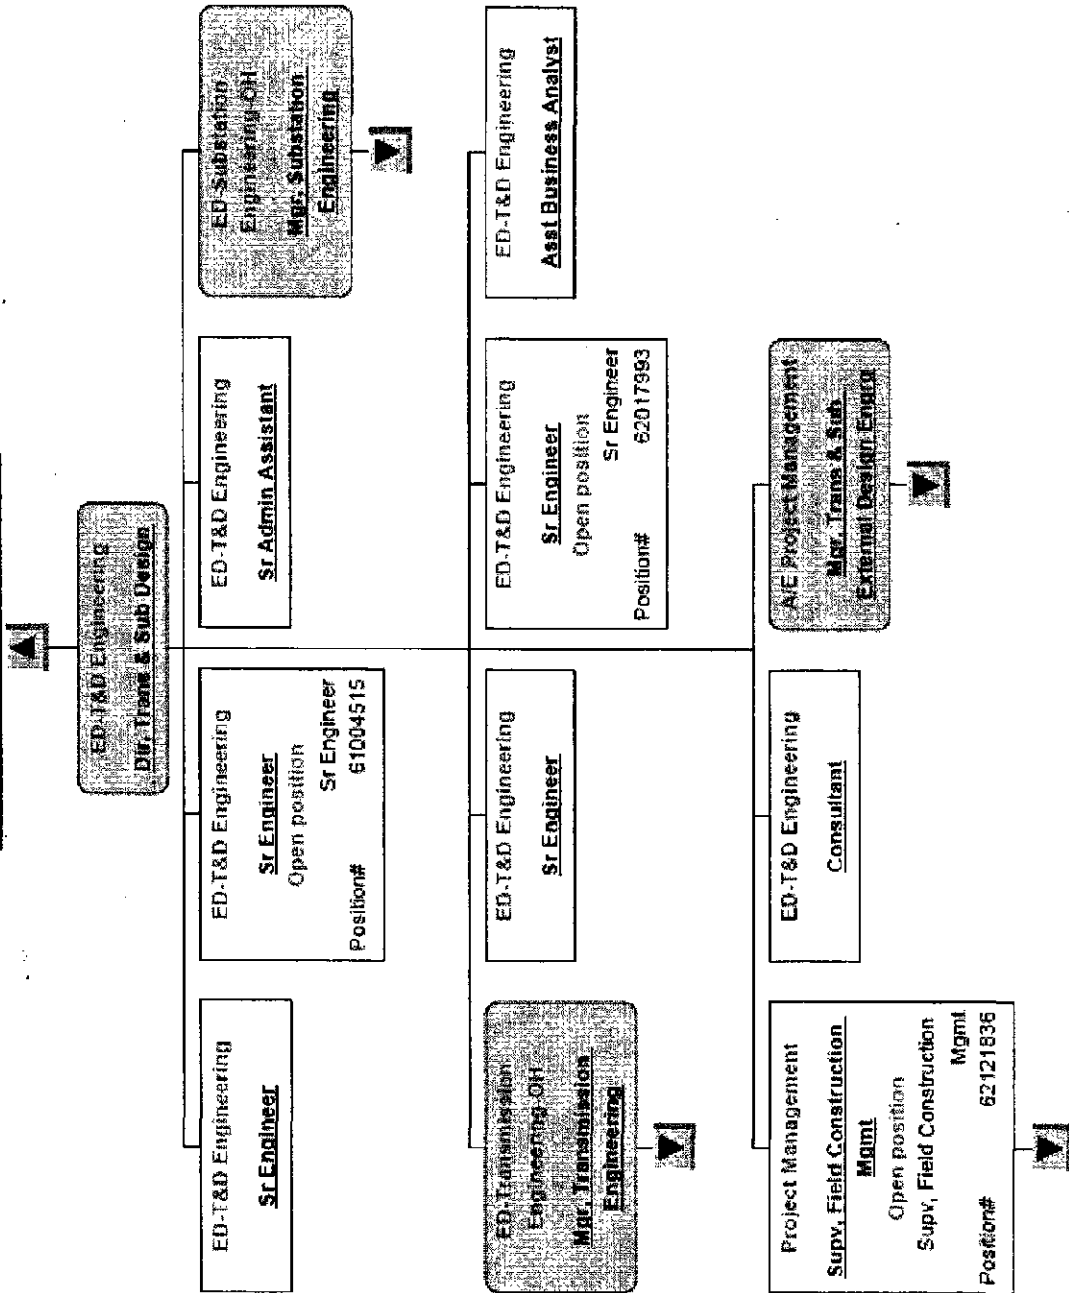 ED-T&D Engineering
Dir, Trans & Sub Design
ED-T&D Engineering
Sr Engineer
ED-T&D Engineering
Sr Engineer
Open position
Sr Engineer
Position# 61004515
ED-T&D Engineering
Sr Admin Assistant
ED-Substation
Engineering-OH
Mgr, Substation
Engineering
ED-Transmission
Engineering-OH
Mgr, Transmission
Engineering
ED-T&D Engineering
Sr Engineer
ED-T&D Engineering
Sr Engineer
Open position
Sr Engineer
Position# 62017993
ED-T&D Engineering
Asst Business Analyst
Project Management
Supv, Field Construction
Mgmt
Open position
Supv, Field Construction
Mgmt
Position# 62121836
ED-T&D Engineering
Consultant
A/E Project Management
Mgr, Trans & Sub
External Design Engrg